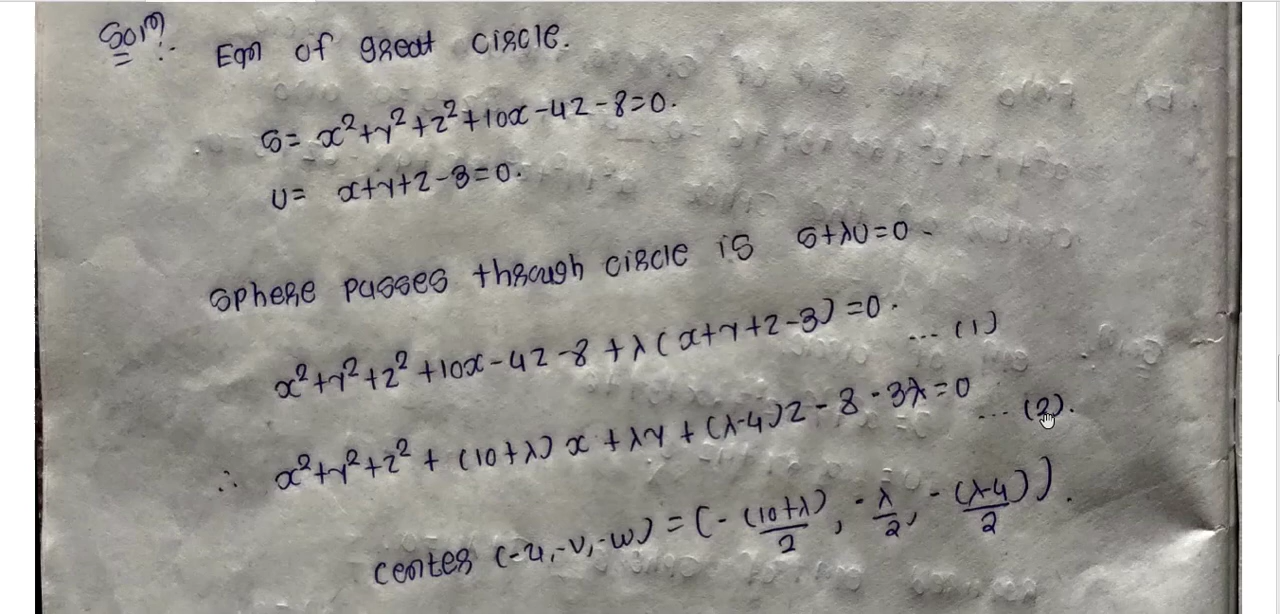 Solⁿ. Eqn of great circle.
S = x²+y²+z²+10x-4z-8=0.
U = x+y+z-3=0.
Sphere passes through circle is S+λU=0.
x²+y²+z²+10x-4z-8+λ(x+y+z-3)=0. ... (1)
∴ x²+y²+z²+(10+λ)x+λy+(λ-4)z-8-3λ=0 ... (2).
center (-u,-v,-w) = (-(10+λ)/2, -λ/2, -(λ-4)/2).